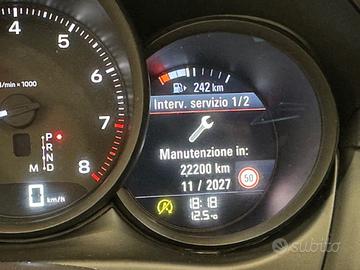 4
5
6
7
8
1/min x 1000
P
R
N
M D
0 km/h
242 km
Interv. servizio 1/2
Manutenzione in:
22200 km
11 / 2027
50
18:18
12.5 °C
subito